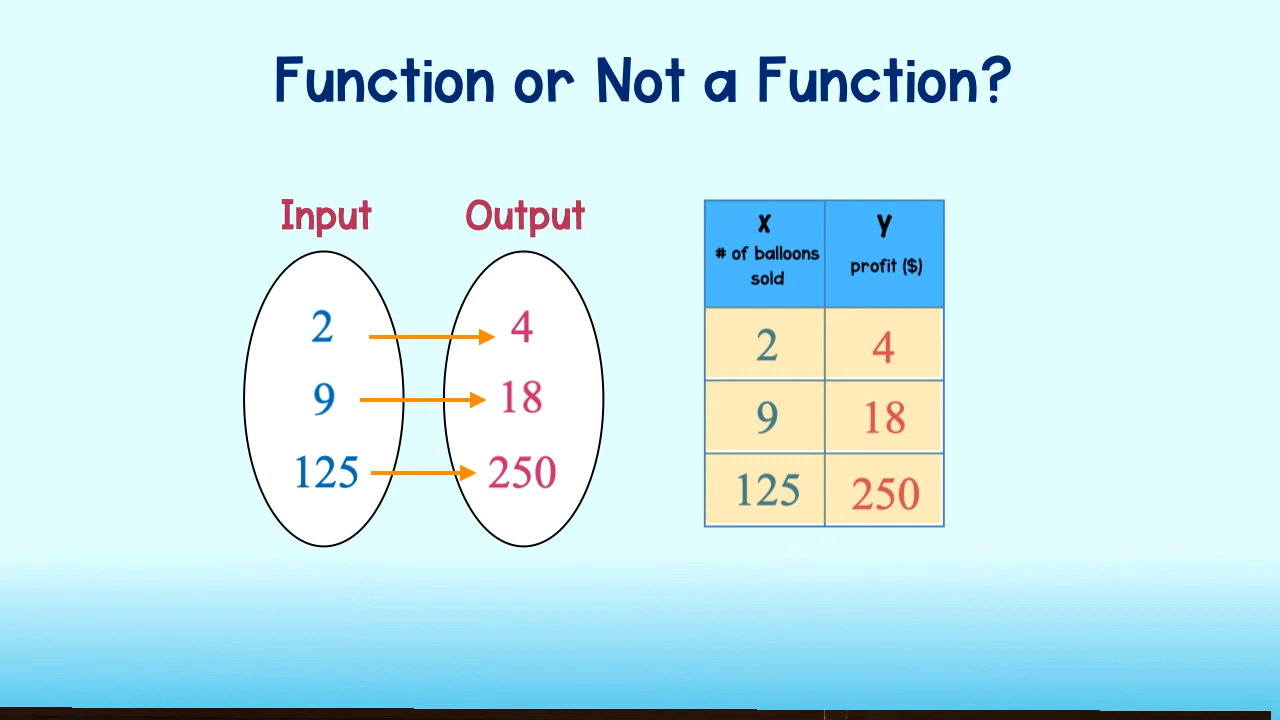 Function or Not a Function?
Input Output
2 4
9 18
125 250
x y
# of balloons
sold
profit ($)
2 4
9 18
125 250